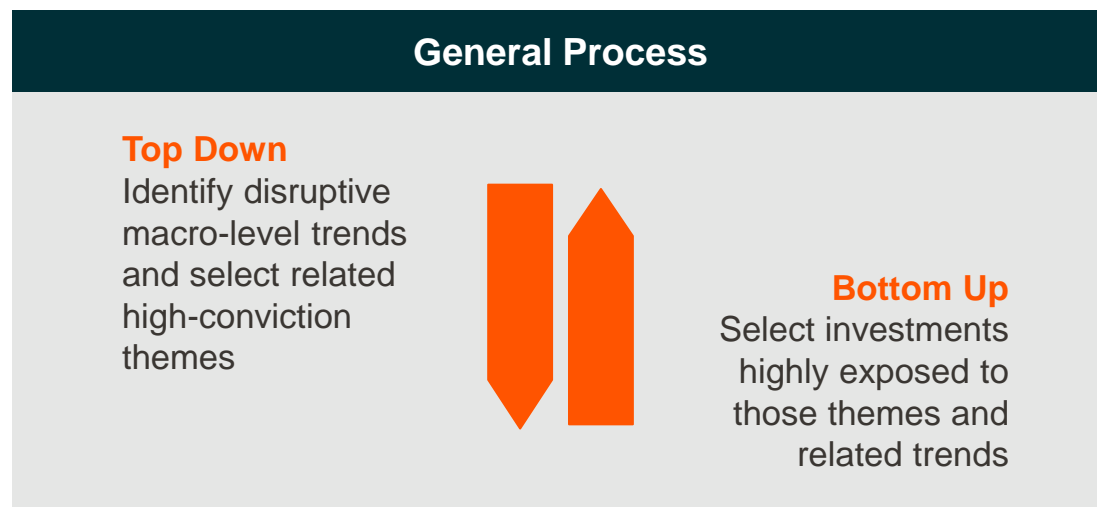 General Process
Top Down
Identify disruptive
macro-level trends
and select related
high-conviction
themes
Bottom Up
Select investments
highly exposed to
those themes and
related trends